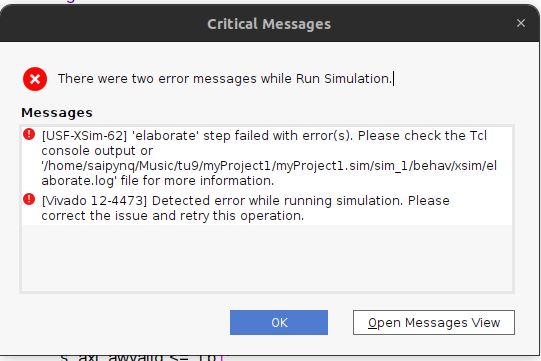 Critical Messages
There were two error messages while Run Simulation.
Messages
[USF-XSim-62] 'elaborate' step failed with error(s). Please check the Tcl
console output or
'/home/saipynq/Music/tu9/myProject1/myProject1.sim/sim_1/behav/xsim/el
aborate.log' file for more information.
[Vivado 12-4473] Detected error while running simulation. Please
correct the issue and retry this operation.
OK
Open Messages View